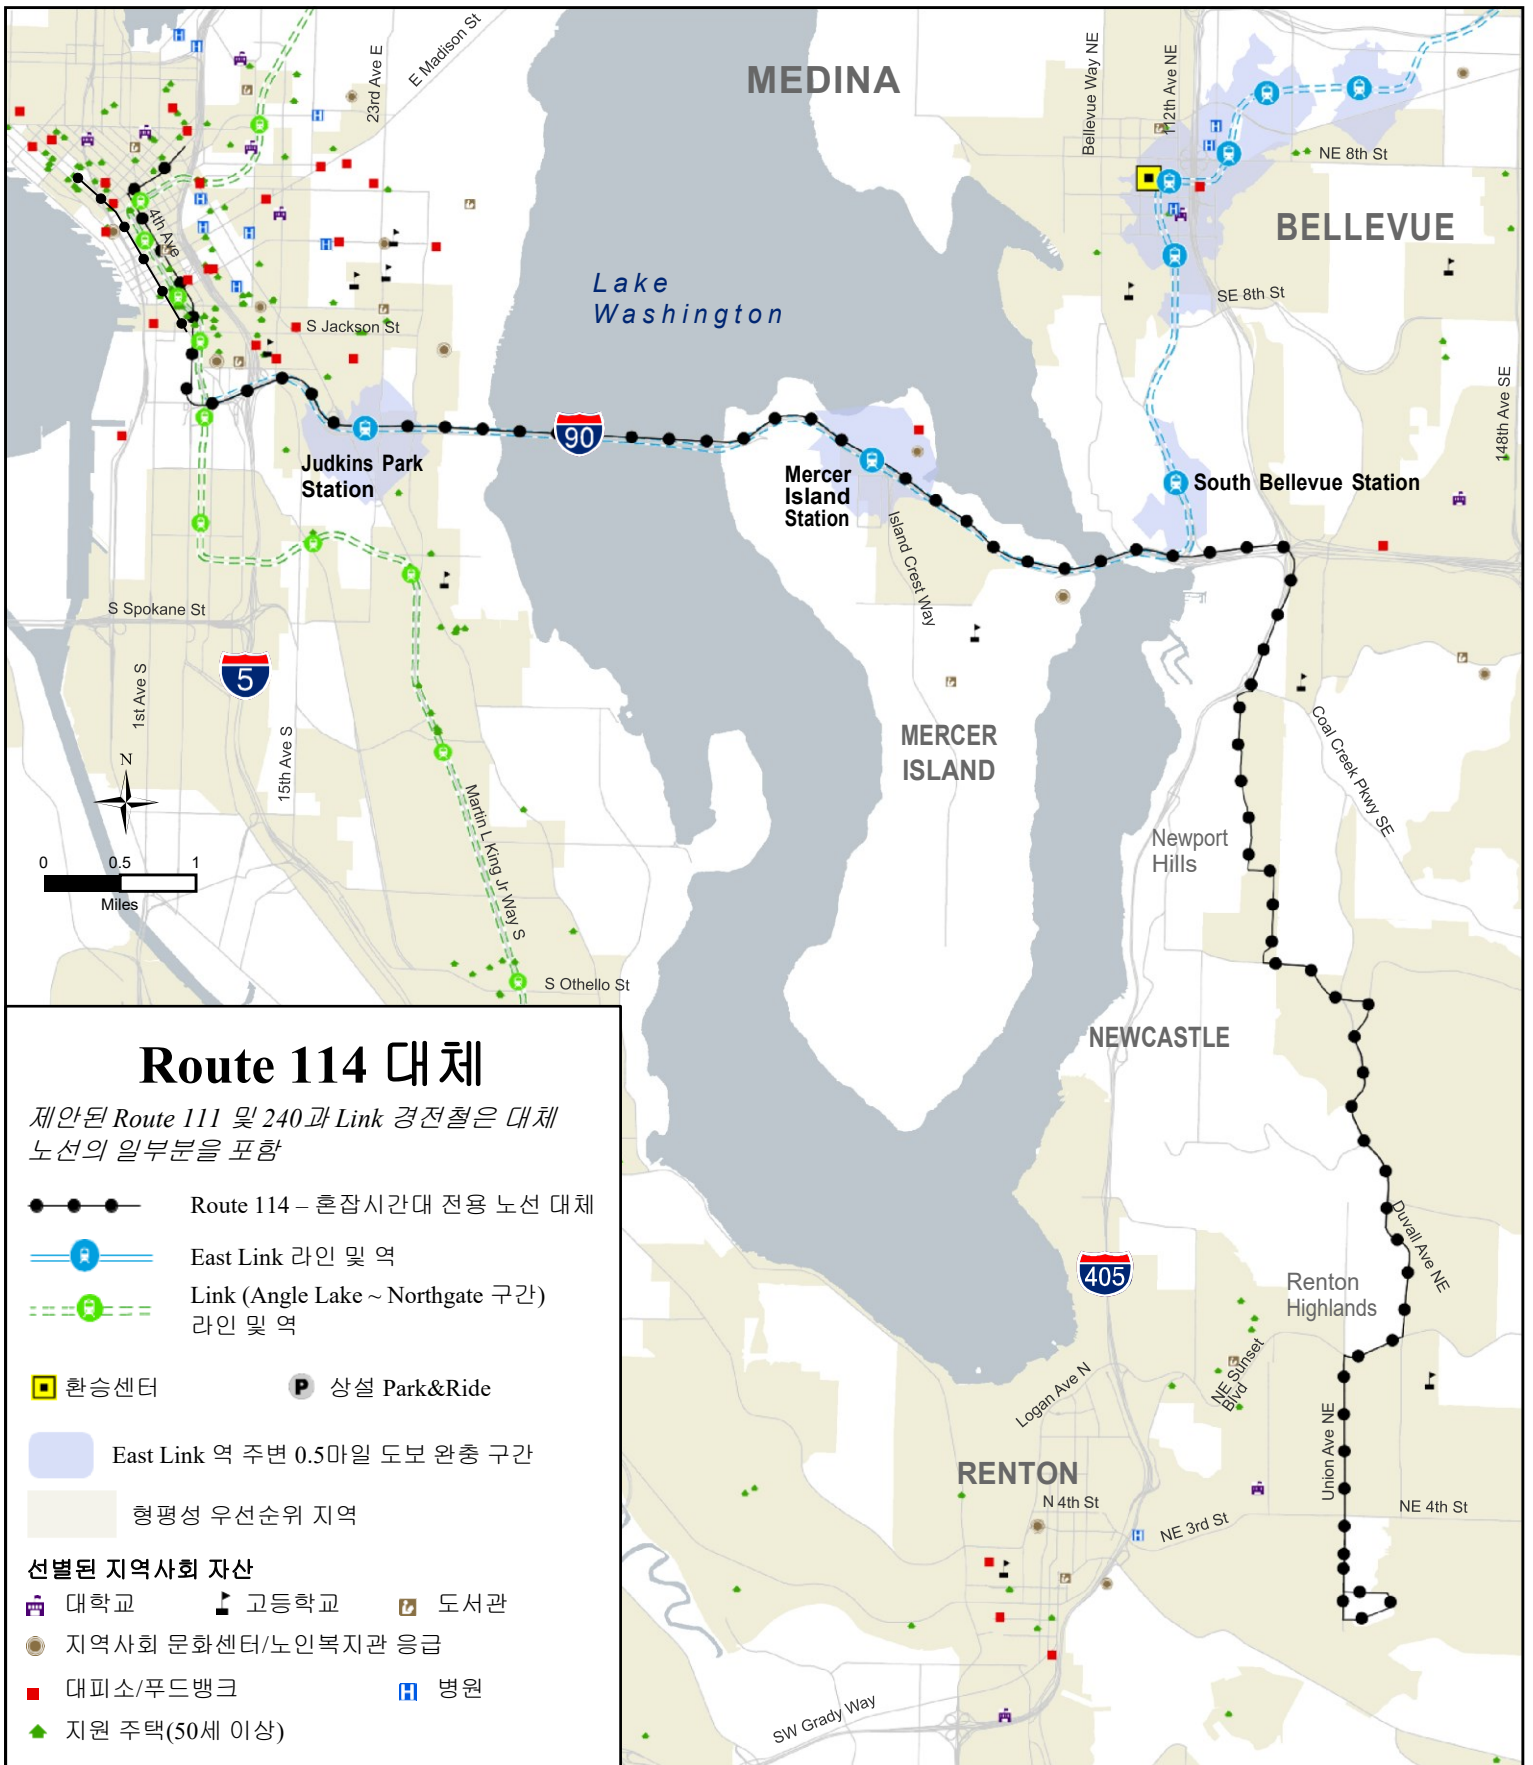 MEDINA
BELLEVUE
Lake
Washington
E Madison St
23rd Ave E
4th Ave
S Jackson St
Bellevue Way NE
112th Ave NE
NE 8th St
SE 8th St
148th Ave SE
90
Judkins Park
Station
Mercer
Island
Station
South Bellevue Station
Island Crest Way
S Spokane St
5
1st Ave S
15th Ave S
Martin L King Jr Way S
S Othello St
N
0 0.5 1
Miles
MERCER
ISLAND
Coal Creek Pkwy SE
Newport
Hills
NEWCASTLE
Duvall Ave NE
405
Renton
Highlands
NE Sunset
Blvd
Logan Ave N
Union Ave NE
RENTON
N 4th St
NE 3rd St
NE 4th St
SW Grady Way
Route 114 대체
제안된 Route 111 및 240과 Link 경전철은 대체
노선의 일부분을 포함
Route 114 – 혼잡시간대 전용 노선 대체
East Link 라인 및 역
Link (Angle Lake ~ Northgate 구간)
라인 및 역
환승센터
P 상설 Park&Ride
East Link 역 주변 0.5마일 도보 완충 구간
형평성 우선순위 지역
선별된 지역사회 자산
대학교 고등학교 도서관
지역사회 문화센터/노인복지관 응급
대피소/푸드뱅크 H 병원
지원 주택(50세 이상)